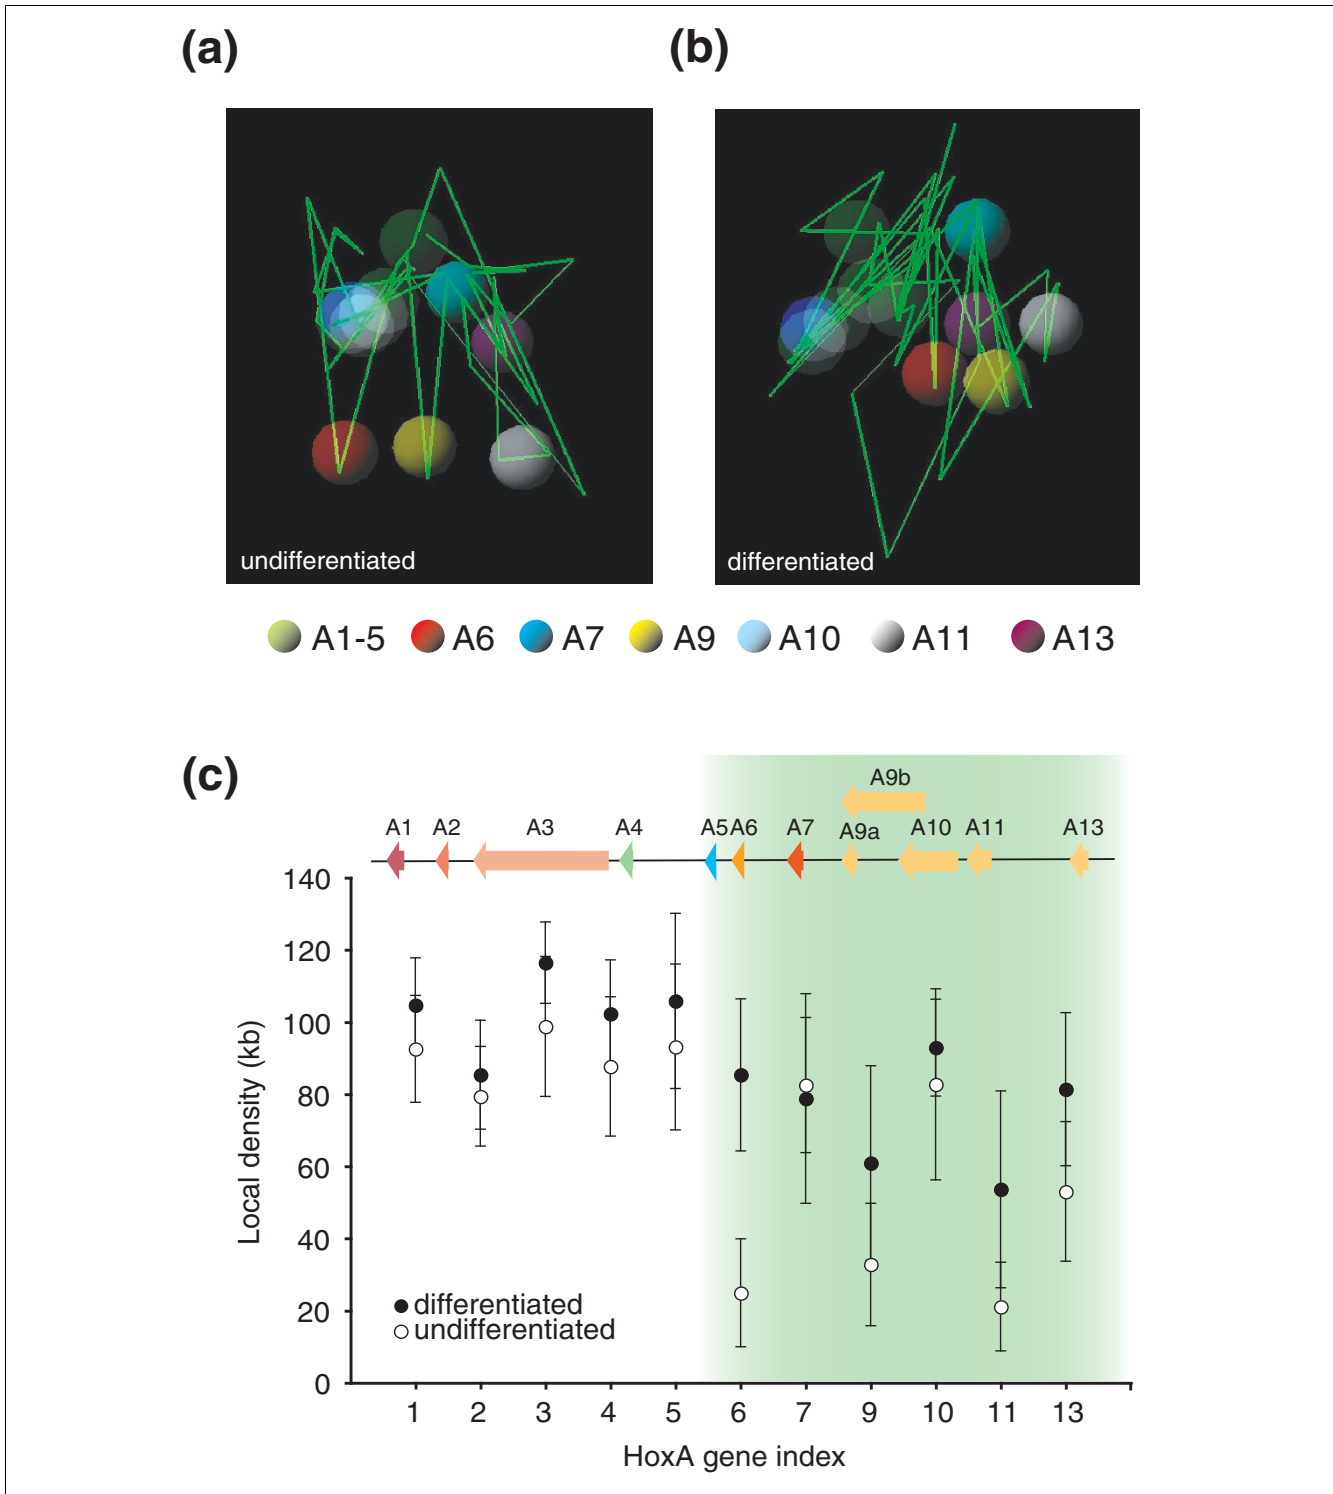 (a) (b)
undifferentiated differentiated
A1-5 A6 A7 A9 A10 A11 A13
(c)
A9b
A1 A2 A3 A4 A5 A6 A7 A9a A10 A11 A13
140
120
100
80
60
40
20
0
Local density (kb)
differentiated
undifferentiated
1 2 3 4 5 6 7 9 10 11 13
HoxA gene index